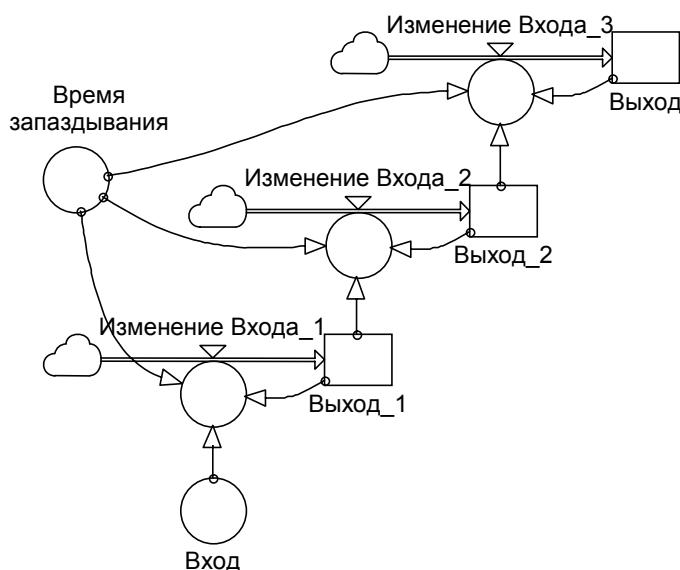 Изменение Входа_3
Выход
Время
запаздывания
Изменение Входа_2
Выход_2
Изменение Входа_1
Выход_1
Вход